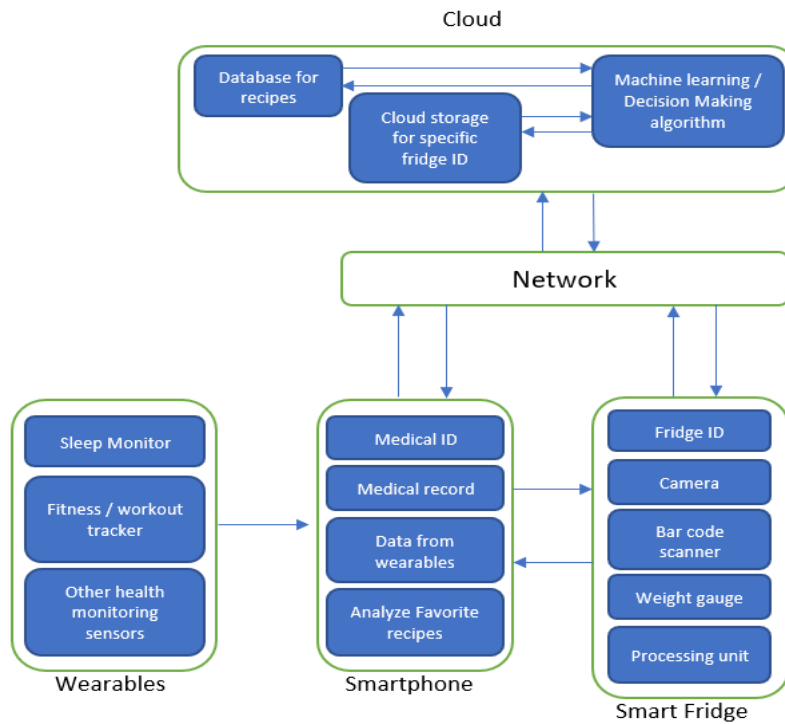 Cloud
Database for
recipes
Machine learning /
Decision Making
algorithm
Cloud storage
for specific
fridge ID
Network
Sleep Monitor
Fitness / workout
tracker
Other health
monitoring
sensors
Wearables
Medical ID
Medical record
Data from
wearables
Analyze Favorite
recipes
Smartphone
Fridge ID
Camera
Bar code
scanner
Weight gauge
Processing unit
Smart Fridge